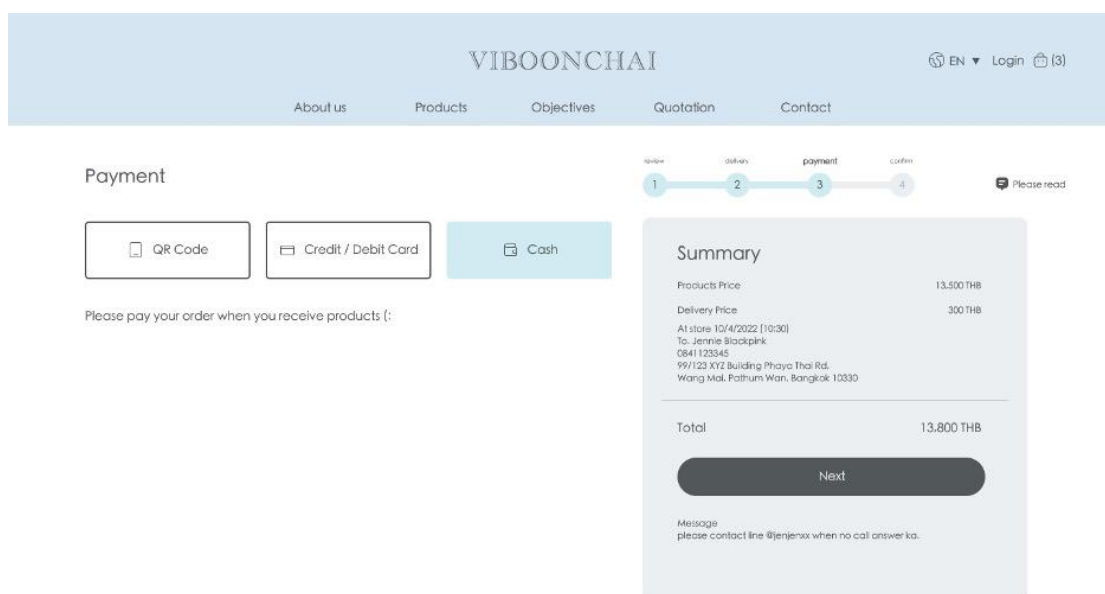 VIBOONCHAI
EN ▼ Login (3)
About us Products Objectives Quotation Contact
Payment
review delivery payment confirm
1 2 3 4
Please read
QR Code
Credit / Debit Card
Cash
Please pay your order when you receive products (:
Summary
Products Price 13,500 THB
Delivery Price 300 THB
At store 10/4/2022 (10:30)
To. Jennie Blackpink
0841123345
99/123 XYZ Building Phaya Thai Rd.
Wang Mai, Pathum Wan, Bangkok 10330
Total 13,800 THB
Next
Message
please contact line @jenjenxx when no call answer ka.